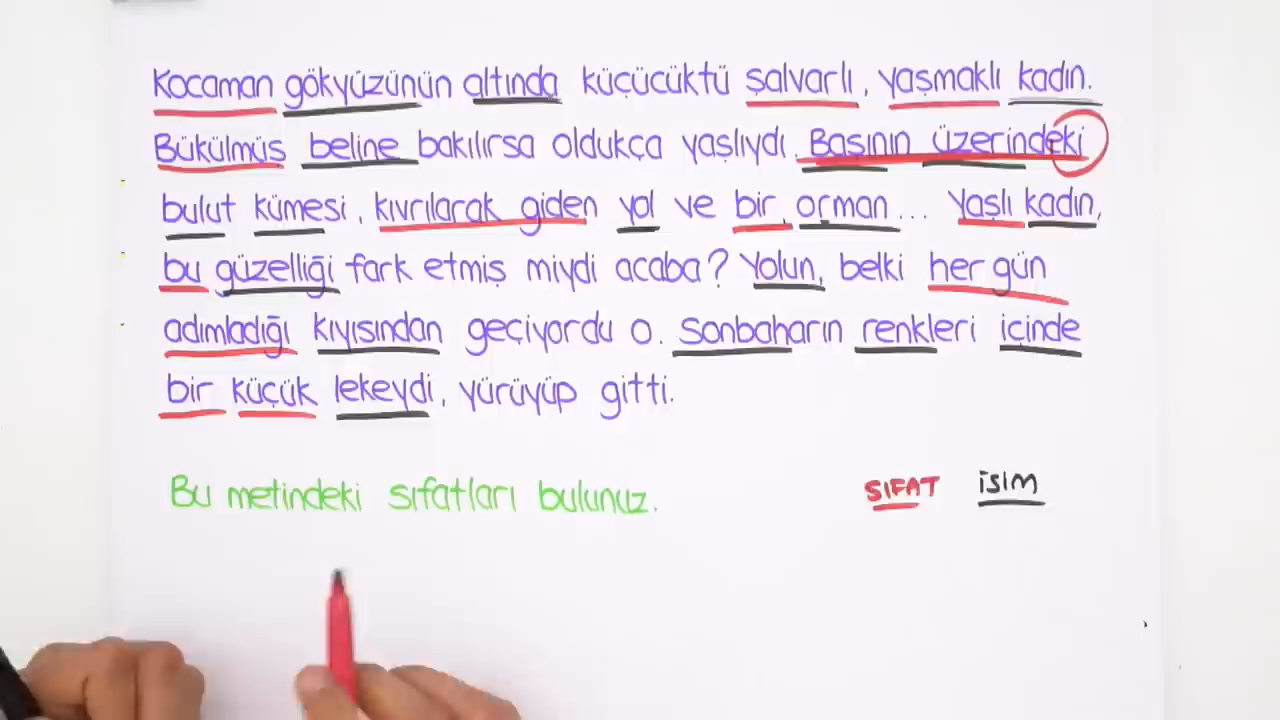 Kocaman gökyüzünün altında küçücüktü şalvarlı, yaşmaklı kadın.
Bükülmüş beline bakılırsa oldukça yaşlıydı. Başının üzerindeki
bulut kümesi, kıvrılarak giden yol ve bir orman... Yaşlı kadın,
bu güzelliği fark etmiş miydi acaba? Yolun, belki her gün
adımladığı kıyısından geçiyordu o. Sonbaharın renkleri içinde
bir küçük lekeydi, yürüyüp gitti.
Bu metindeki sıfatları bulunuz. SIFAT İSİM